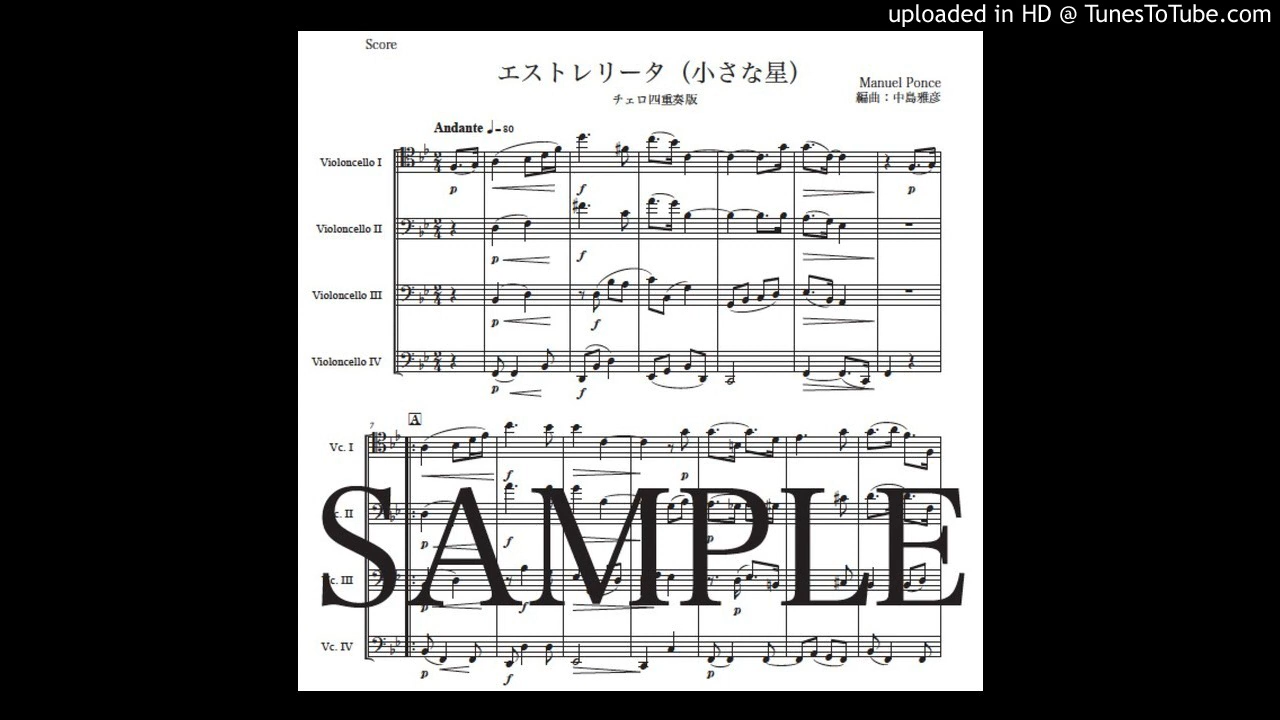 uploaded in HD @ TunesToTube.com
Score
エストレリータ（小さな星）
チェロ四重奏版
Manuel Ponce
編曲：中島雅彦
Andante ♩=80
Violoncello I
p
f
p
Violoncello II
p
f
Violoncello III
p
f
Violoncello IV
p
f
7
A
Vc. I
f
p
c. II
p
f
p
c. III
p
f
p
Vc. IV
p
f
p
SAMPLE